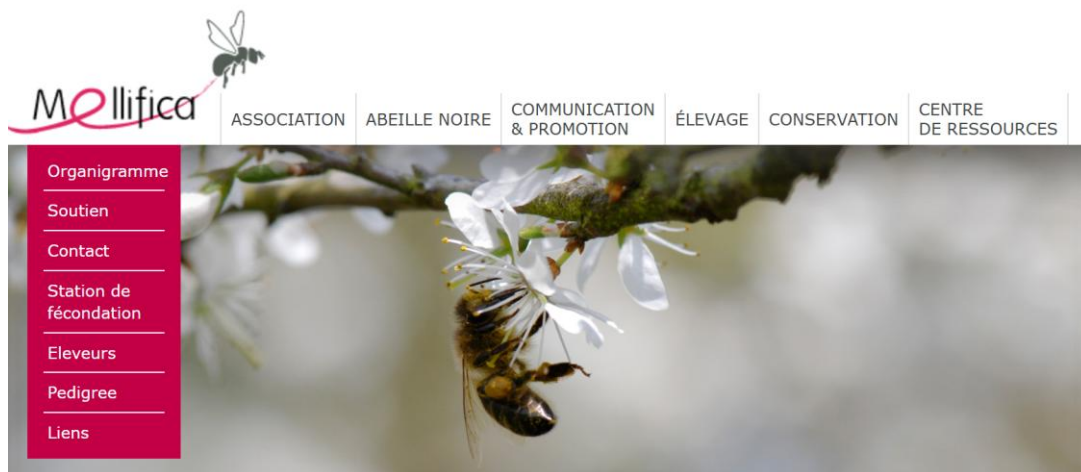 Mellifica
ASSOCIATION
ABEILLE NOIRE
COMMUNICATION
& PROMOTION
ÉLEVAGE
CONSERVATION
CENTRE
DE RESSOURCES
Organigramme
Soutien
Contact
Station de
fécondation
Eleveurs
Pedigree
Liens